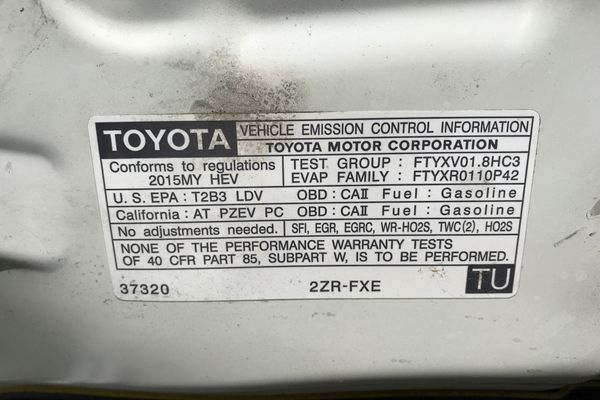 TOYOTA VEHICLE EMISSION CONTROL INFORMATION
TOYOTA MOTOR CORPORATION
Conforms to regulations
2015MY HEV
TEST GROUP : FTYXV01.8HC3
EVAP FAMILY : FTYXR0110P42
U. S. EPA : T2B3 LDV OBD : CAII Fuel : Gasoline
California : AT PZEV PC OBD : CAII Fuel : Gasoline
No adjustments needed. SFI, EGR, EGRC, WR-HO2S, TWC(2), HO2S
NONE OF THE PERFORMANCE WARRANTY TESTS
OF 40 CFR PART 85, SUBPART W, IS TO BE PERFORMED.
37320 2ZR-FXE TU